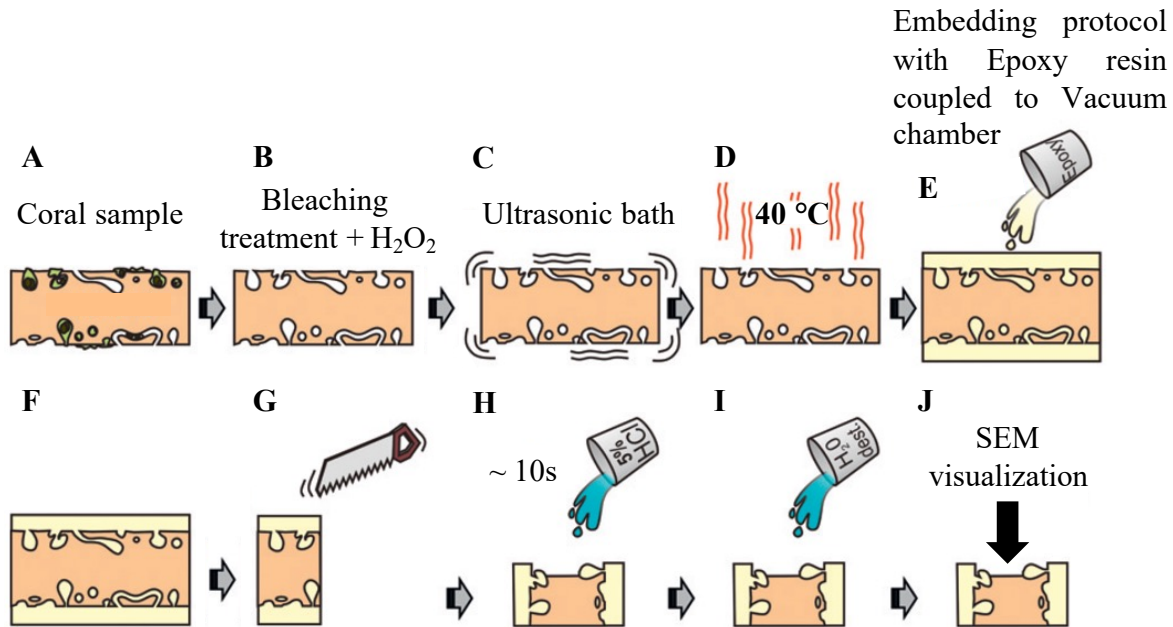 Embedding protocol
with Epoxy resin
coupled to Vacuum
chamber
A
Coral sample
B
Bleaching
treatment + H₂O₂
C
Ultrasonic bath
D
40 °C
E
Epoxy
F
G
H
~ 10s
5%
HCl
I
H₂O
dest.
J
SEM
visualization